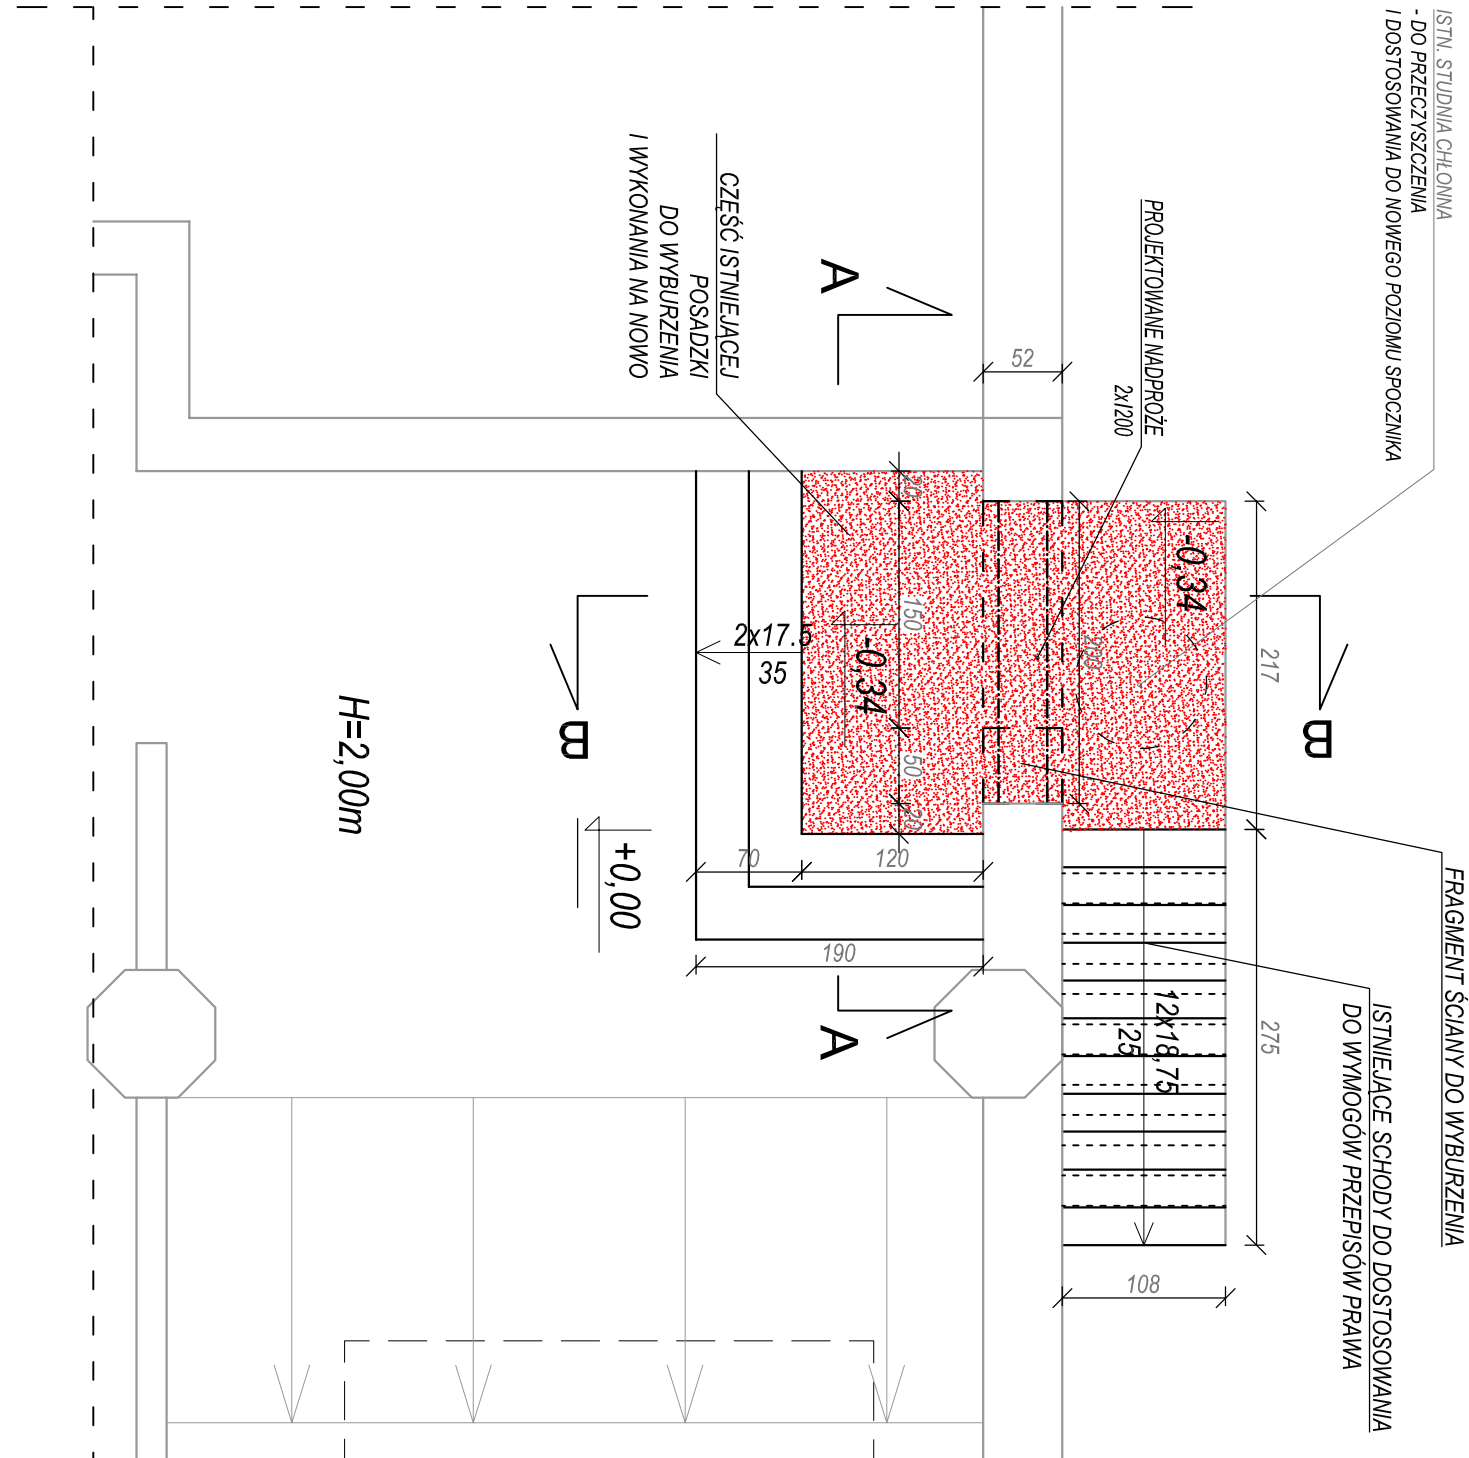 ISTN. STUDNIA CHŁONNA
- DO PRZECZYSZCZENIA
I DOSTOSOWANIA DO NOWEGO POZIOMU SPOCZNIKA
PROJEKTOWANE NADPROŻE
2xI200
CZĘŚĆ ISTNIEJĄCEJ
POSADZKI
DO WYBURZENIA
I WYKONANIA NA NOWO
A
52
20
150
50
20
200
-0,34
-0,34
217
2x17.5
35
B
B
H=2,00m
+0,00
70
120
190
A
12x18,75
25
275
108
FRAGMENT ŚCIANY DO WYBURZENIA
ISTNIEJĄCE SCHODY DO DOSTOSOWANIA
DO WYMOGÓW PRZEPISÓW PRAWA